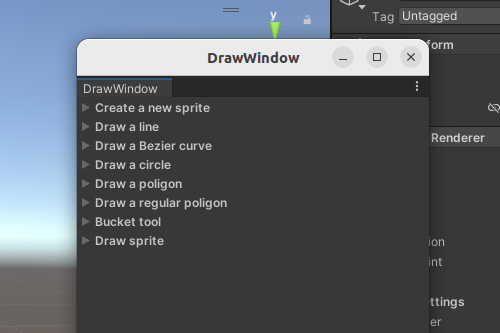 y
Tag Untagged
form
DrawWindow
DrawWindow
Create a new sprite
Draw a line
Draw a Bezier curve
Draw a circle
Draw a poligon
Draw a regular poligon
Bucket tool
Draw sprite
Renderer
ion
int
ttings
er